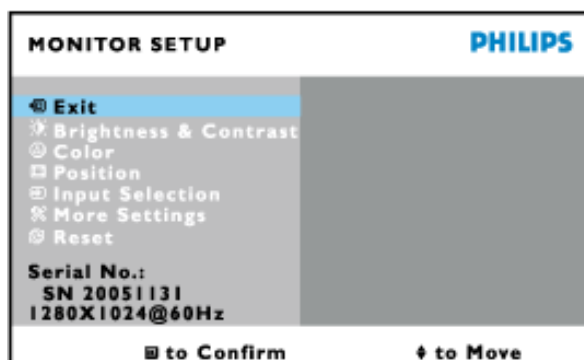 MONITOR SETUP PHILIPS
Exit
Brightness & Contrast
Color
Position
Input Selection
More Settings
Reset
Serial No.:
SN 20051131
1280X1024@60Hz
to Confirm to Move